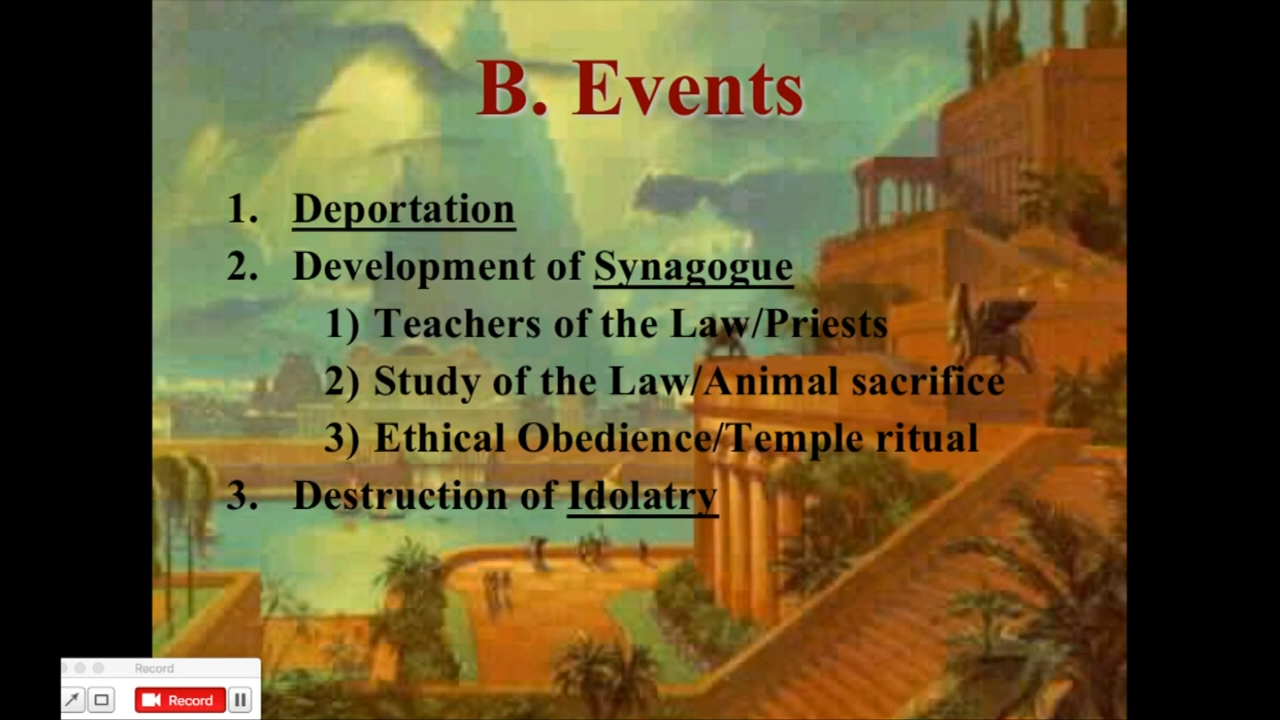 B. Events
1. Deportation
2. Development of Synagogue
1) Teachers of the Law/Priests
2) Study of the Law/Animal sacrifice
3) Ethical Obedience/Temple ritual
3. Destruction of Idolatry
Record
Record